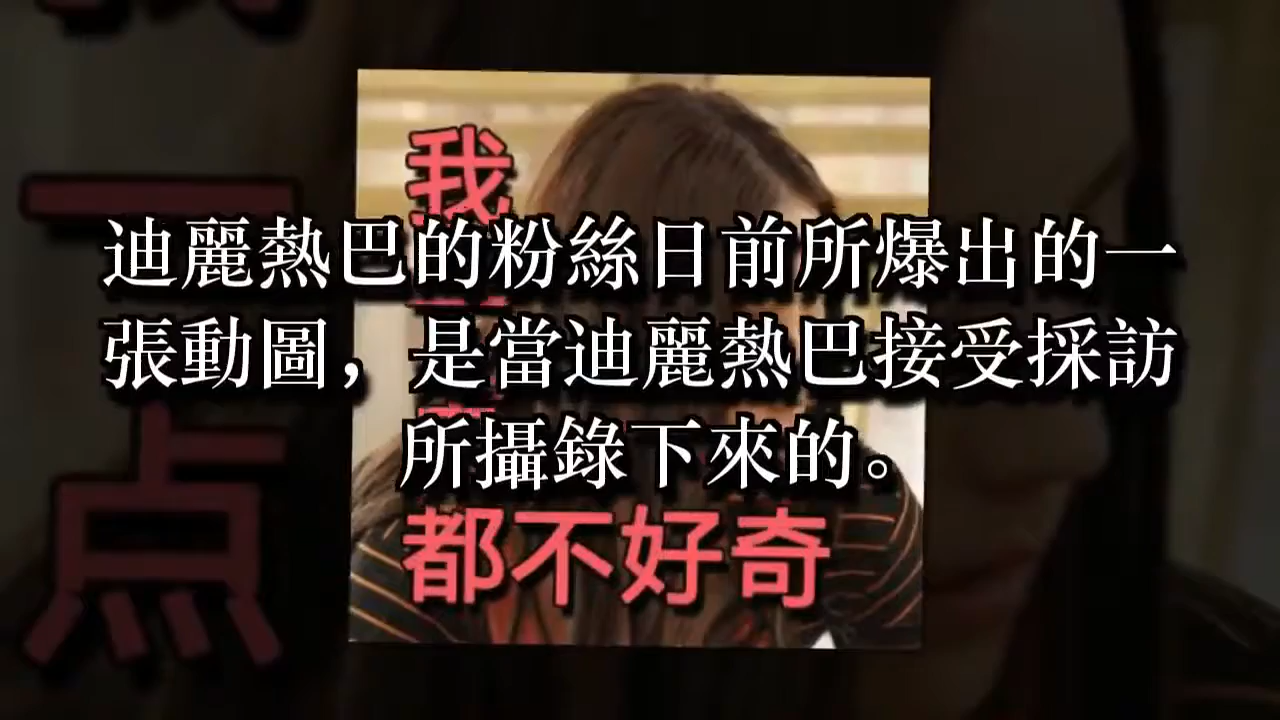 我
迪麗熱巴的粉絲日前所爆出的一
張動圖，是當迪麗熱巴接受採訪
所攝錄下來的。
都不好奇
一
点